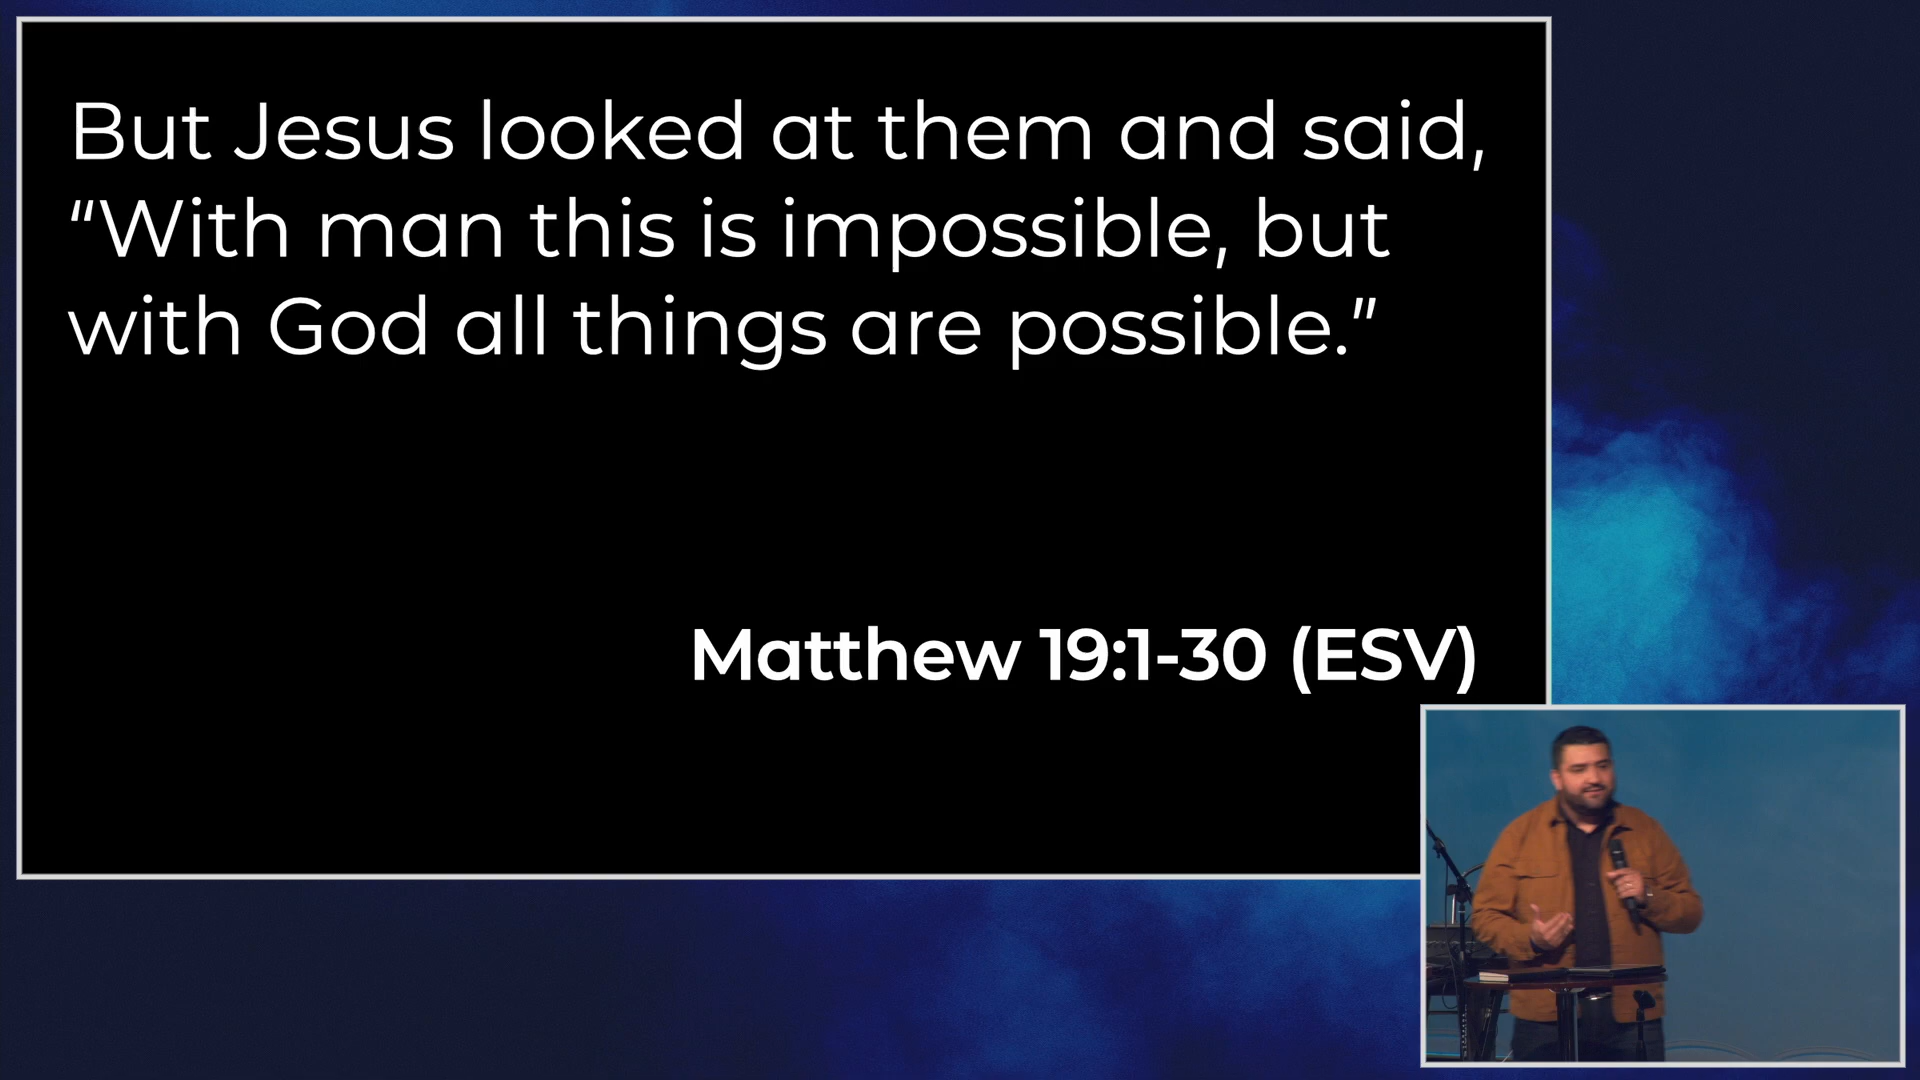 But Jesus looked at them and said,
“With man this is impossible, but
with God all things are possible.”
Matthew 19:1-30 (ESV)